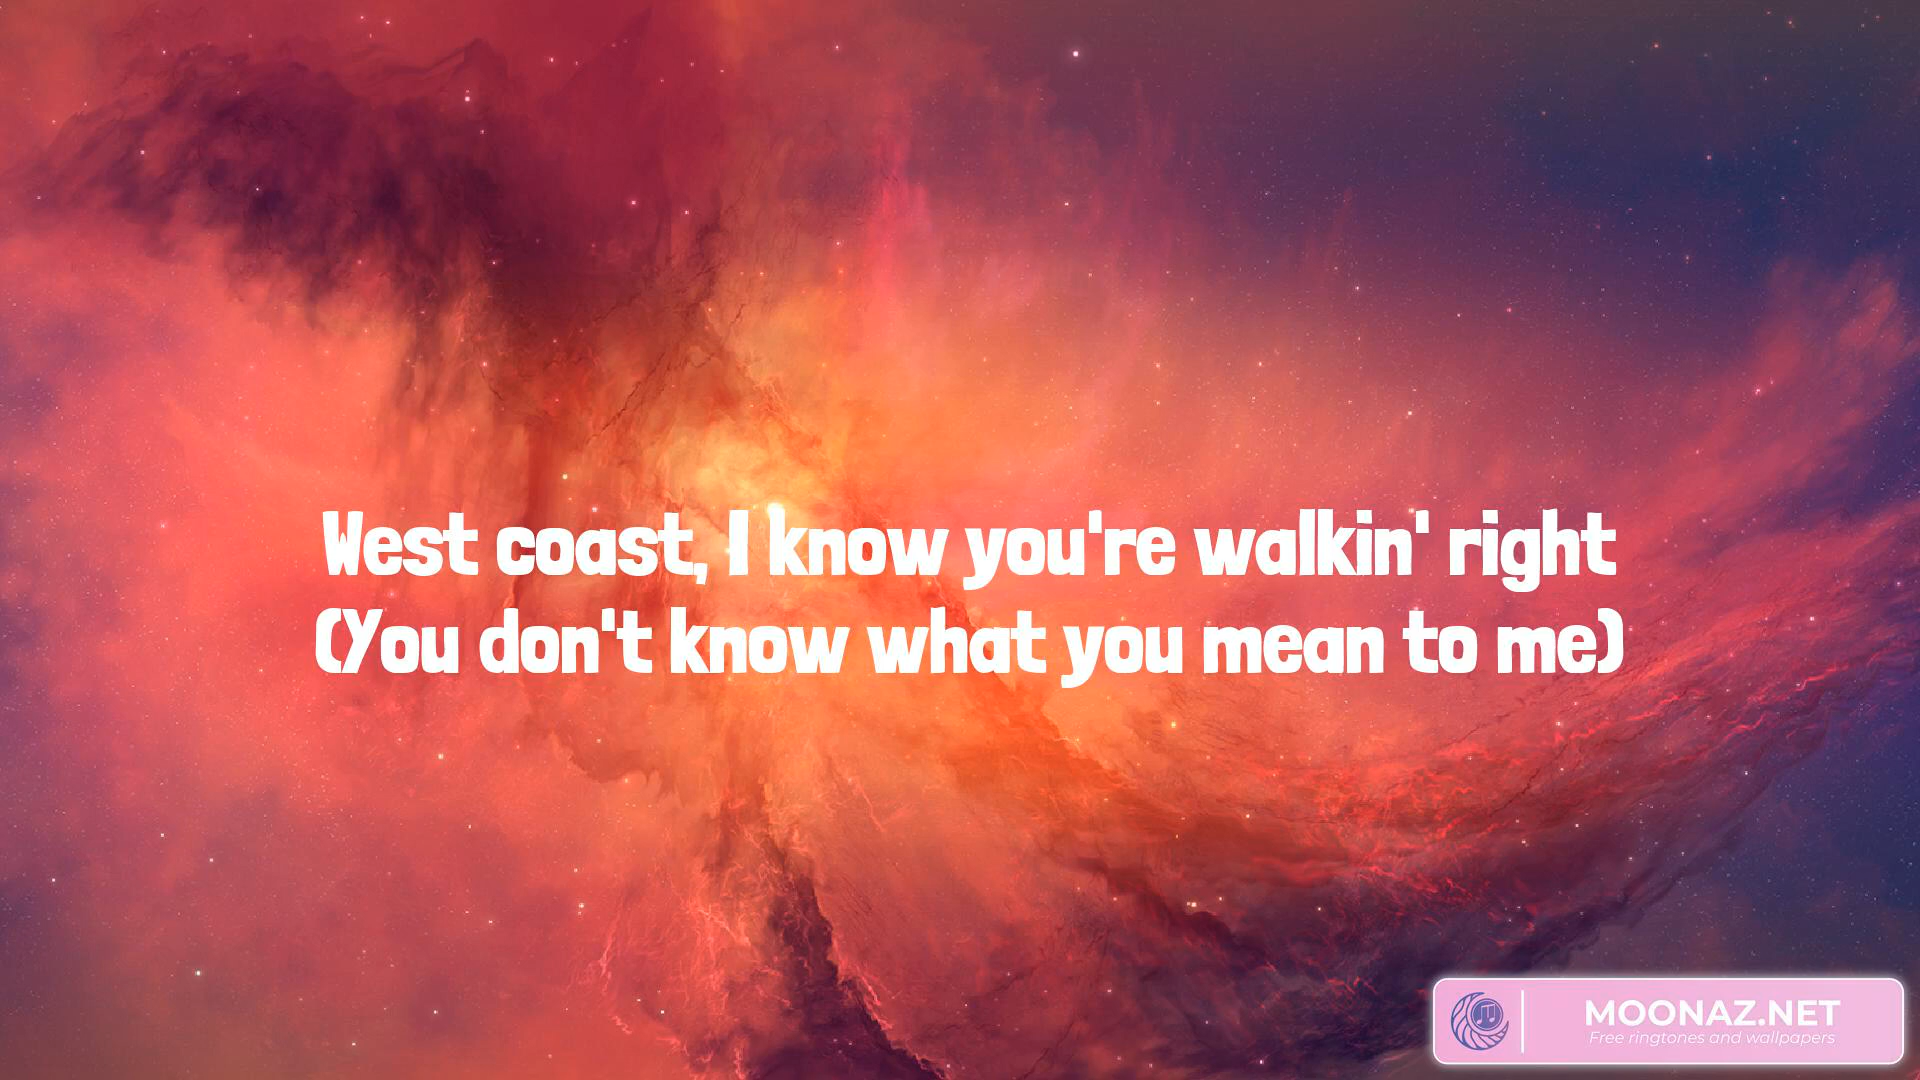 West coast, I know you're walkin' right
(You don't know what you mean to me)
MOONAZ.NET
Free ringtones and wallpapers